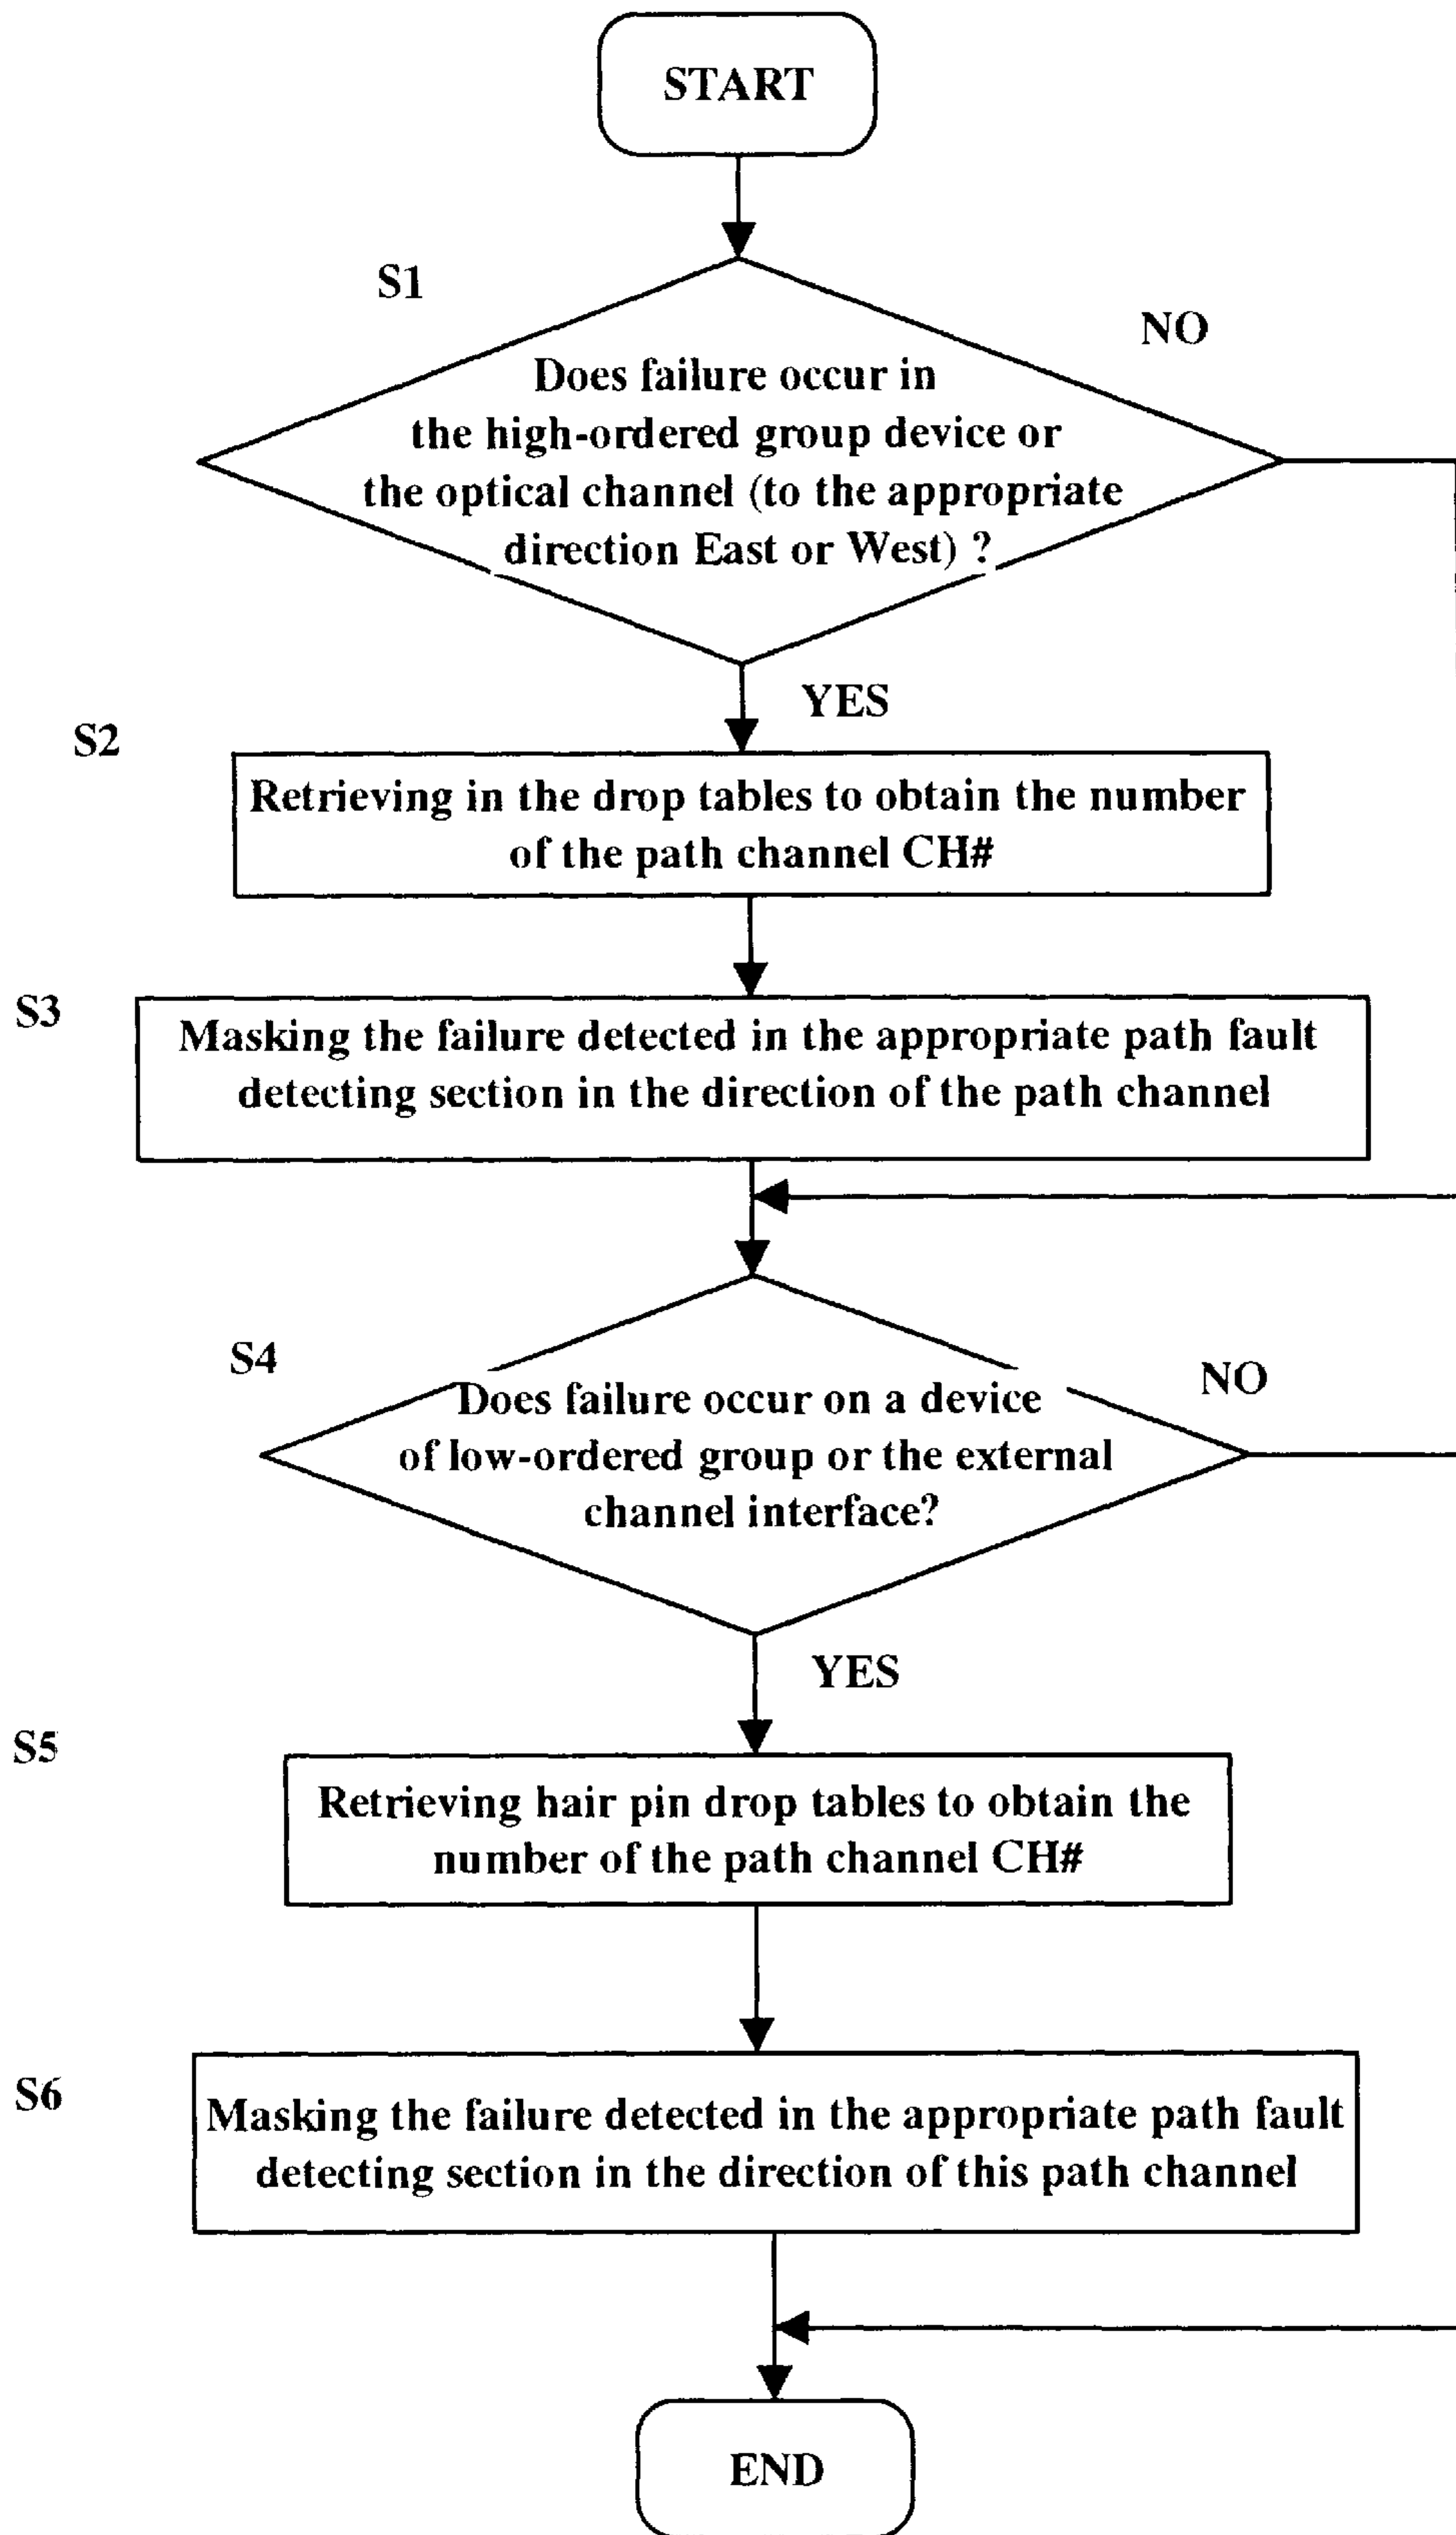 START
S1
NO
Does failure occur in
the high-ordered group device or
the optical channel (to the appropriate
direction East or West) ?
YES
S2
Retrieving in the drop tables to obtain the number
of the path channel CH#
S3
Masking the failure detected in the appropriate path fault
detecting section in the direction of the path channel
S4
NO
Does failure occur on a device
of low-ordered group or the external
channel interface?
YES
S5
Retrieving hair pin drop tables to obtain the
number of the path channel CH#
S6
Masking the failure detected in the appropriate path fault
detecting section in the direction of this path channel
END